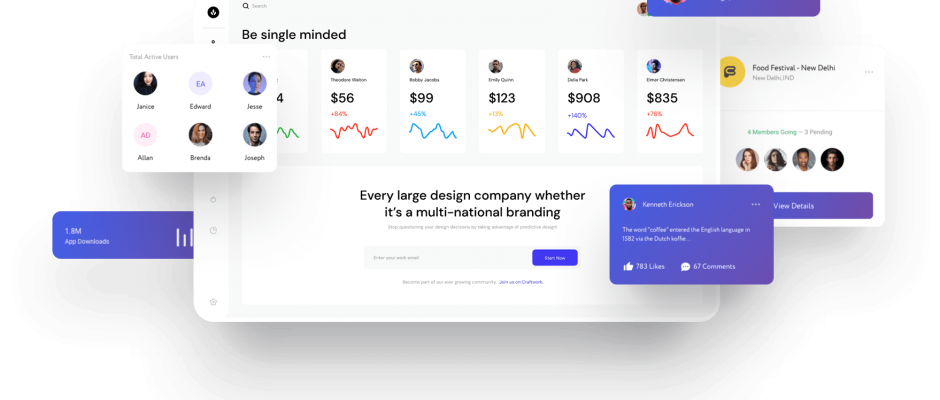 Search
Be single minded
Total Active Users
Janice
EA
Edward
Jesse
AD
Allan
Brenda
Joseph
4
Theodore Walton
$56
+84%
Robby Jacobs
$99
+45%
Emily Quinn
$123
+13%
Delia Park
$908
+140%
Elmer Christensen
$835
+76%
Food Festival - New Delhi
New Delhi,IND
4 Members Going – 3 Pending
View Details
1.8M
App Downloads
Every large design company whether
it’s a multi-national branding
Stop questioning your design decisions by taking advantage of predictive design
Enter your work email
Start Now
Become part of our ever growing community. Join us on Craftwork.
Kenneth Erickson
The word “coffee” entered the English language in
1582 via the Dutch koffie...
783 Likes
67 Comments